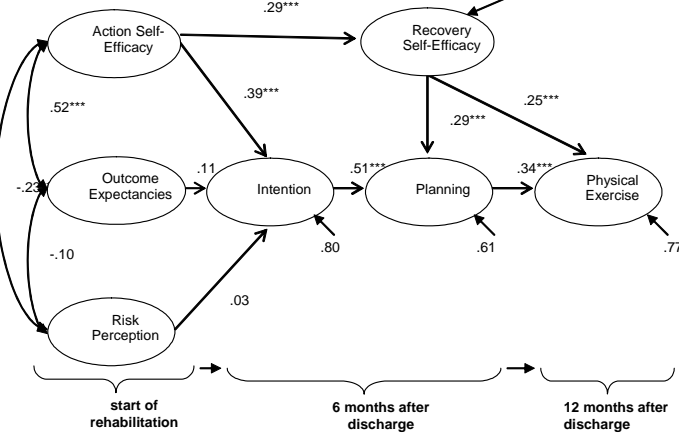 .29***
Action Self-
Efficacy
Recovery
Self-Efficacy
.39***
.25***
.52***
.29***
Outcome
Expectancies
.11
Intention
.51***
Planning
.34***
Physical
Exercise
-.23
.80
.61
.77
-.10
.03
Risk
Perception
start of
rehabilitation
6 months after
discharge
12 months after
discharge